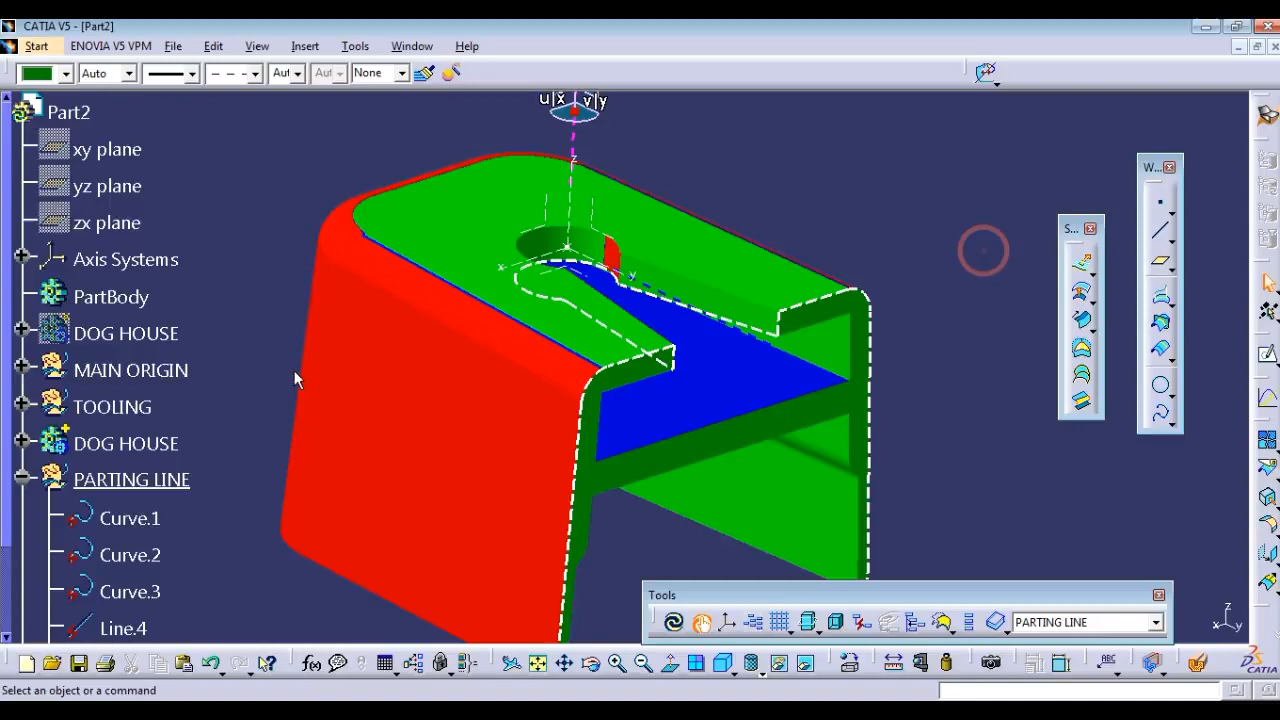 CATIA V5 - [Part2]
Start ENOVIA V5 VPM File Edit View Insert Tools Window Help
Auto Aut Aut None
u|x v|y
z
x
y
Part2
xy plane
yz plane
zx plane
Axis Systems
PartBody
DOG HOUSE
MAIN ORIGIN
TOOLING
DOG HOUSE
PARTING LINE
Curve.1
Curve.2
Curve.3
Line.4
W...
S...
Tools
PARTING LINE
z
x y
f(x)
ABC
CATIA
Select an object or a command